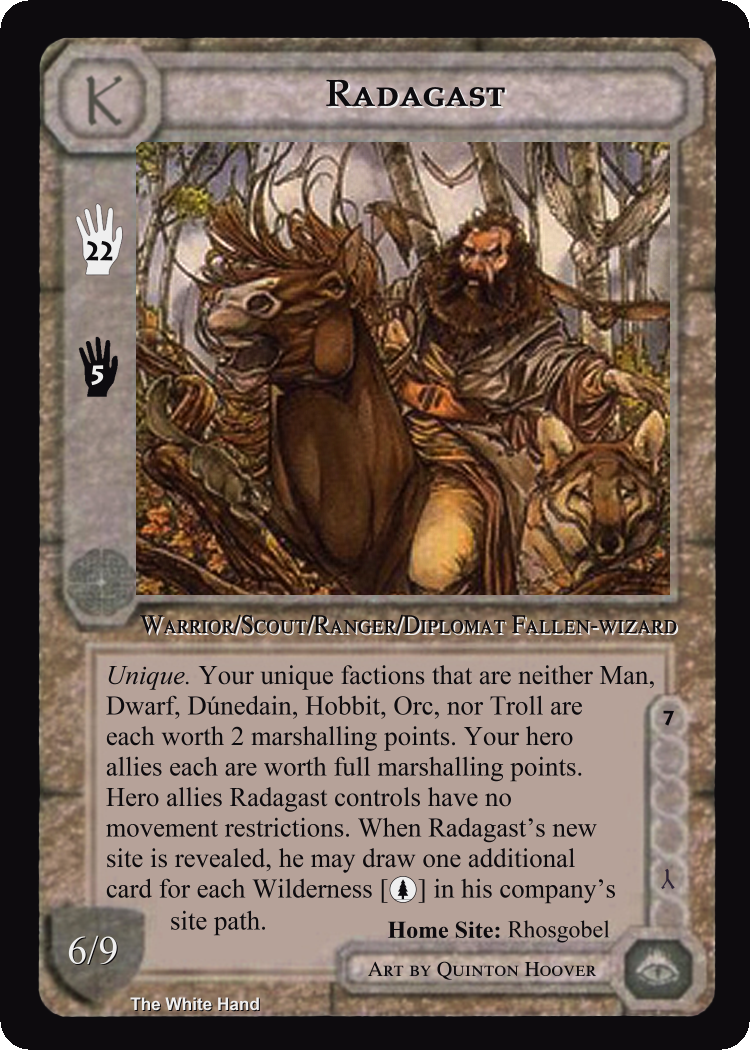 K
RADAGAST
22
5
WARRIOR/SCOUT/RANGER/DIPLOMAT FALLEN-WIZARD
Unique. Your unique factions that are neither Man,
Dwarf, Dúnedain, Hobbit, Orc, nor Troll are
each worth 2 marshalling points. Your hero
allies each are worth full marshalling points.
Hero allies Radagast controls have no
movement restrictions. When Radagast's new
site is revealed, he may draw one additional
card for each Wilderness [] in his company's
site path.
7
Home Site: Rhosgobel
6/9
ART BY QUINTON HOOVER
The White Hand